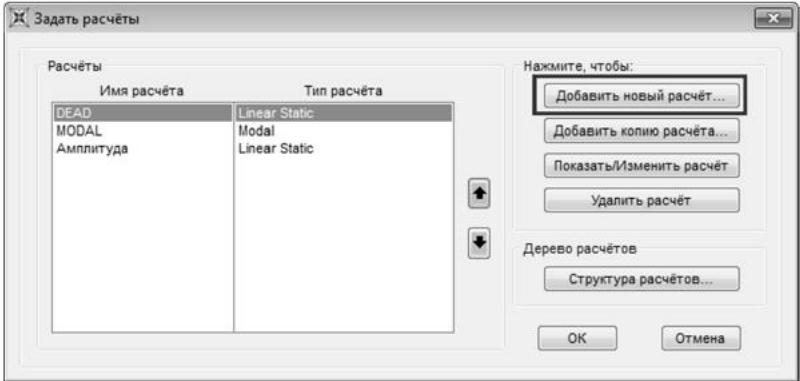 Задать расчёты
Расчёты
Имя расчёта Тип расчёта
DEAD Linear Static
MODAL Modal
Амплитуда Linear Static
Нажмите, чтобы:
Добавить новый расчёт...
Добавить копию расчёта...
Показать/Изменить расчёт
Удалить расчёт
Дерево расчётов
Структура расчётов...
OK Отмена